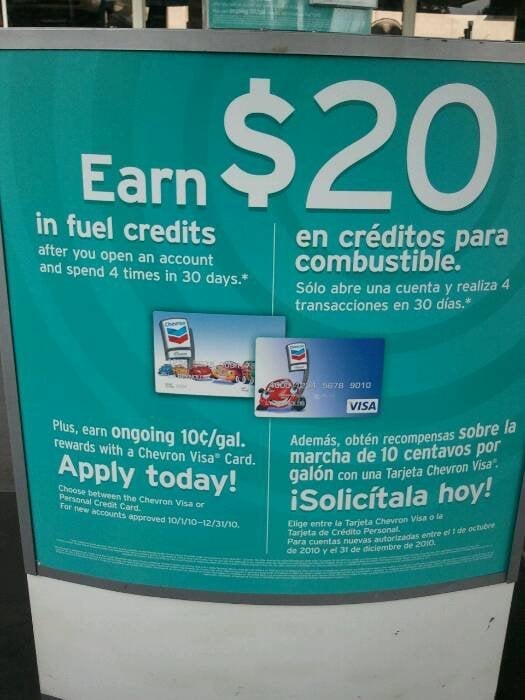 Earn $20
in fuel credits
after you open an account
and spend 4 times in 30 days.*
en créditos para
combustible.
Sólo abre una cuenta y realiza 4
transacciones en 30 días.*
Chevron
Chevron
5678 9010
VISA
Plus, earn ongoing 10¢/gal.
rewards with a Chevron Visa® Card.
Apply today!
Choose between the Chevron Visa or
Personal Credit Card.
For new accounts approved 10/1/10–12/31/10.
Además, obtén recompensas sobre la
marcha de 10 centavos por
galón con una Tarjeta Chevron Visa®.
¡Solicítala hoy!
Elige entre la Tarjeta Chevron Visa o la
Tarjeta de Crédito Personal.
Para cuentas nuevas autorizadas entre el 1 de octubre
de 2010 y el 31 de diciembre de 2010.